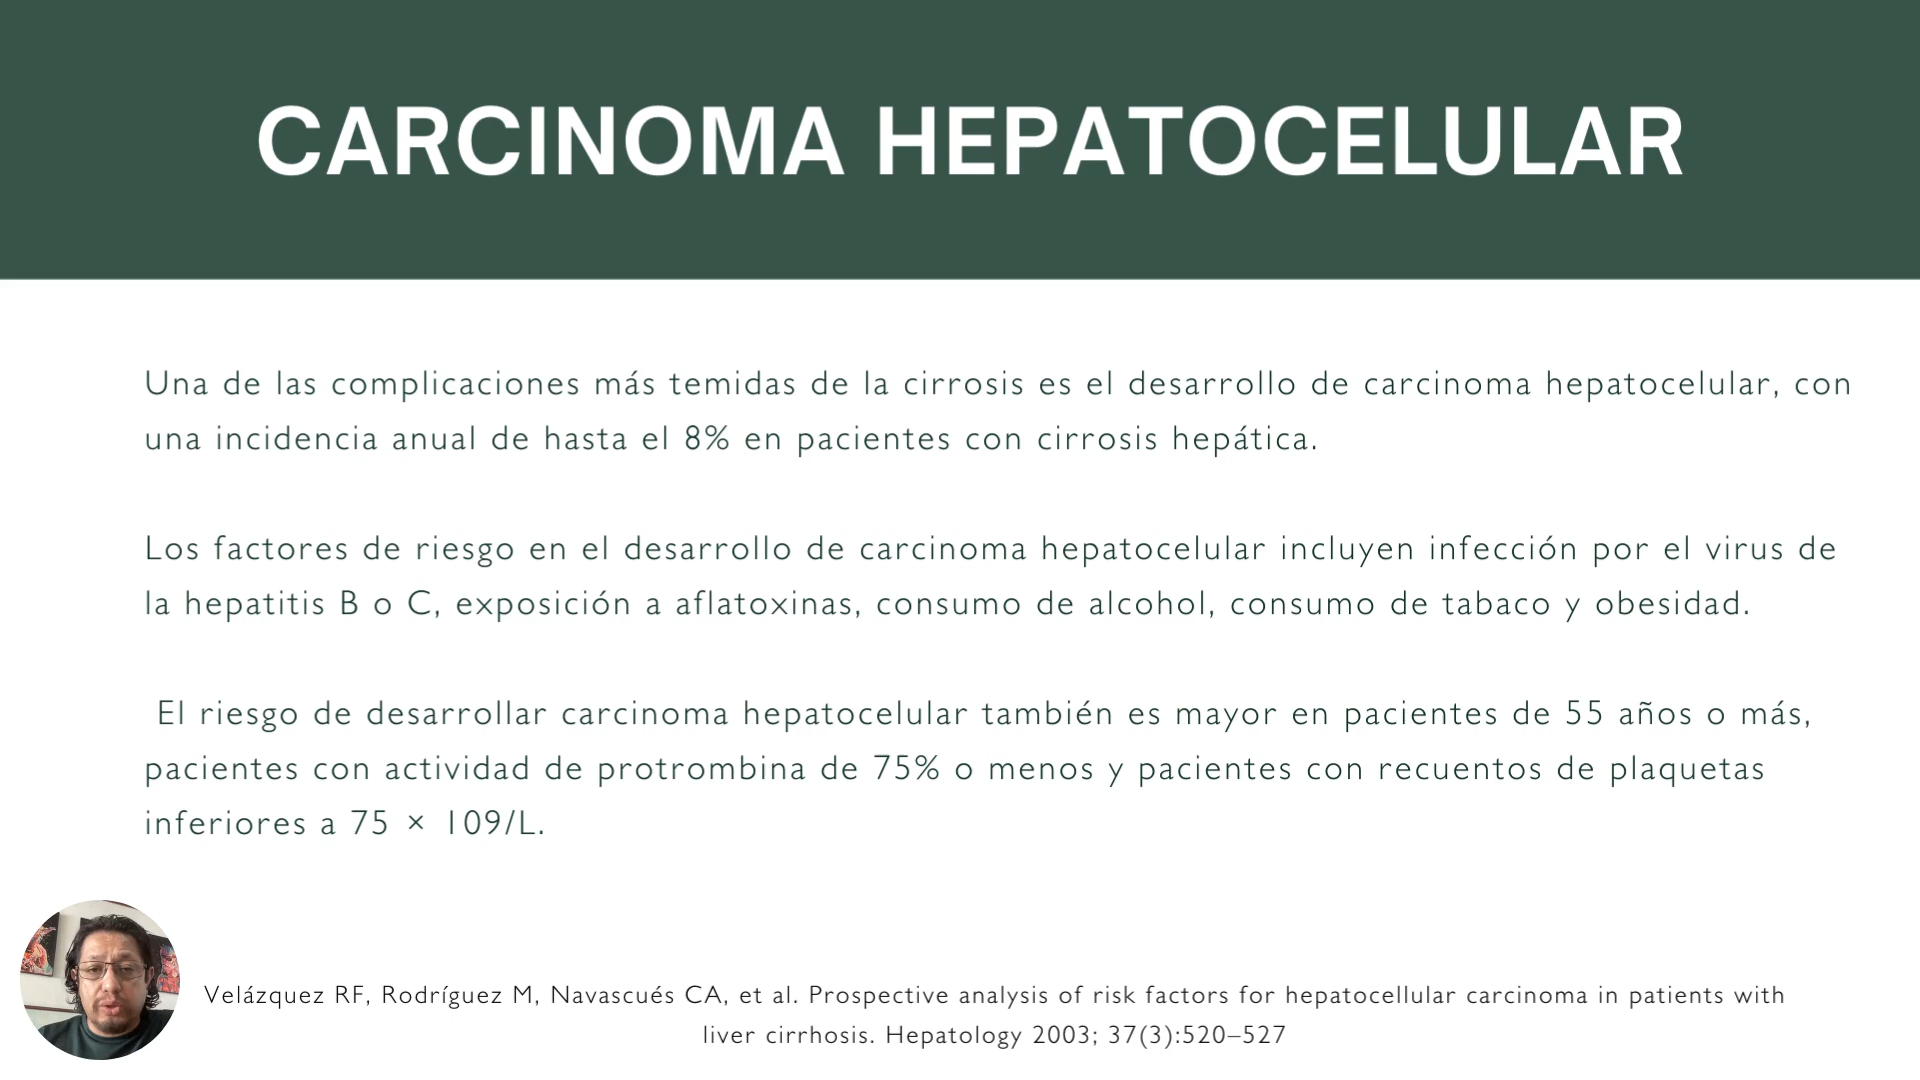 CARCINOMA HEPATOCELULAR
Una de las complicaciones más temidas de la cirrosis es el desarrollo de carcinoma hepatocelular, con
una incidencia anual de hasta el 8% en pacientes con cirrosis hepática.
Los factores de riesgo en el desarrollo de carcinoma hepatocelular incluyen infección por el virus de
la hepatitis B o C, exposición a aflatoxinas, consumo de alcohol, consumo de tabaco y obesidad.
El riesgo de desarrollar carcinoma hepatocelular también es mayor en pacientes de 55 años o más,
pacientes con actividad de protrombina de 75% o menos y pacientes con recuentos de plaquetas
inferiores a 75 × 109/L.
Velázquez RF, Rodríguez M, Navascués CA, et al. Prospective analysis of risk factors for hepatocellular carcinoma in patients with
liver cirrhosis. Hepatology 2003; 37(3):520–527